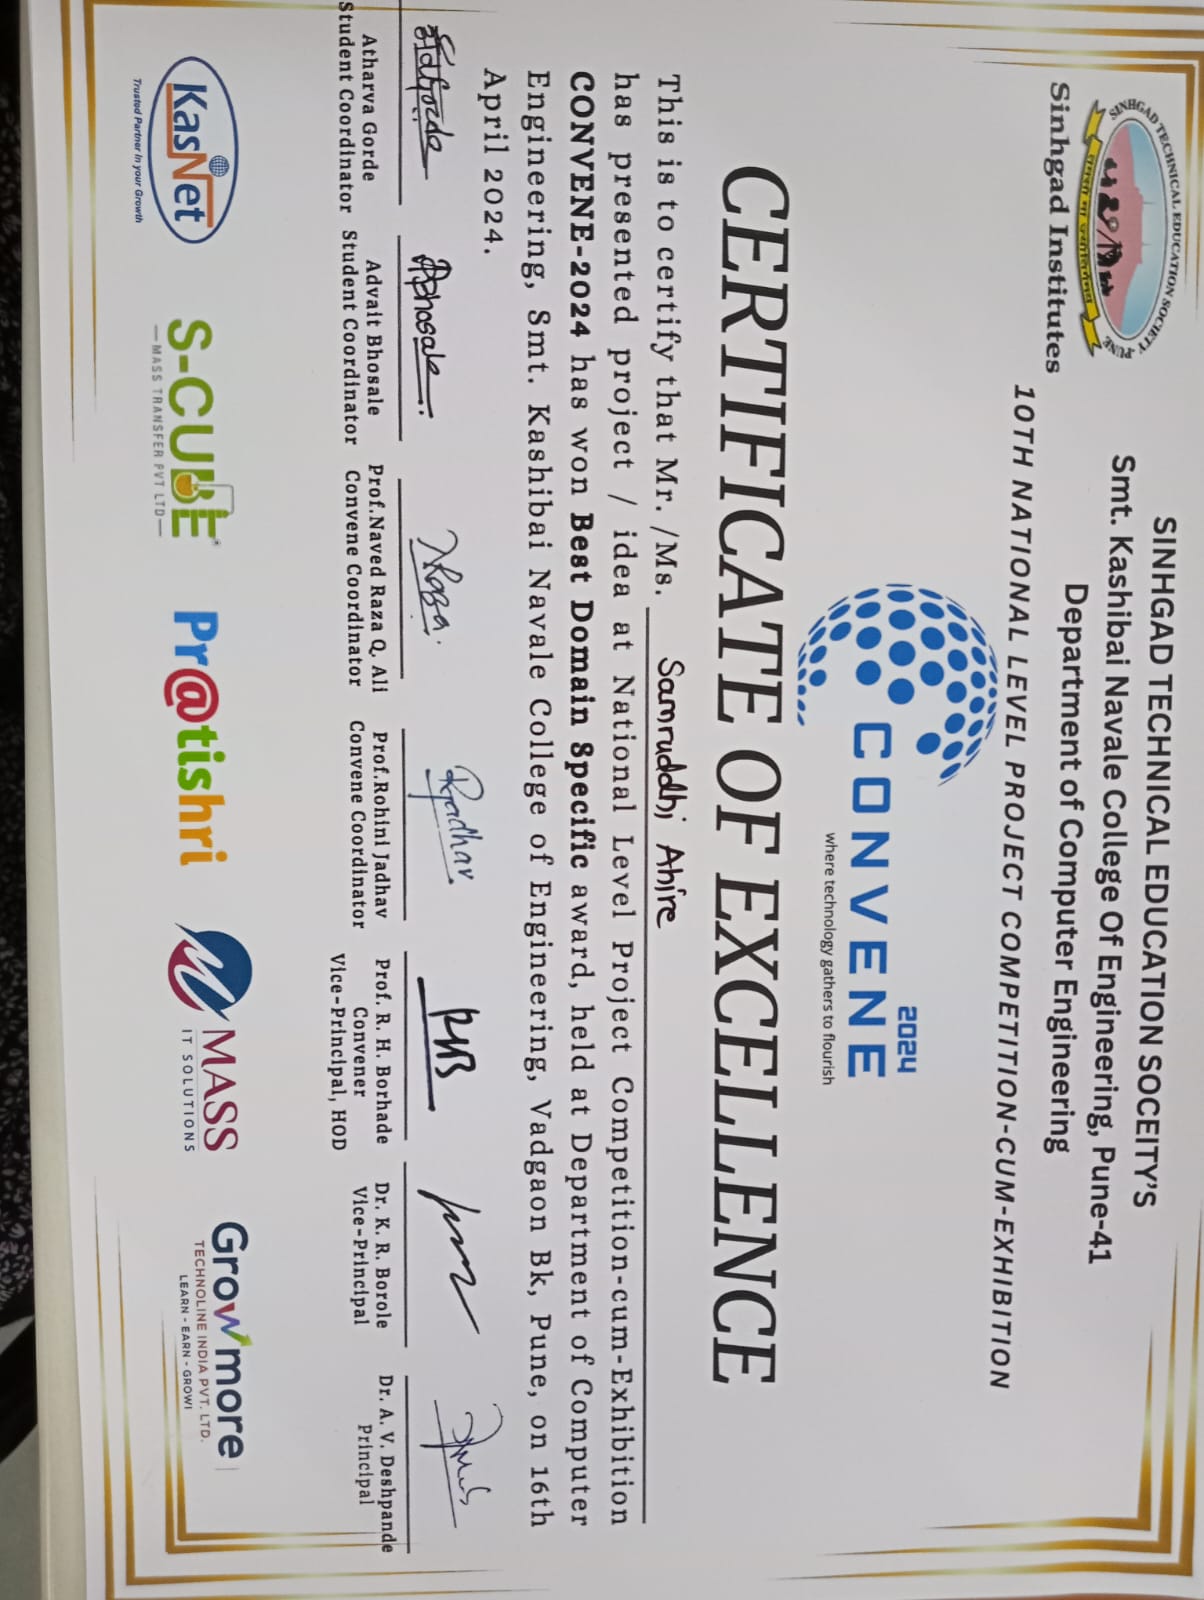 SINHGAD TECHNICAL EDUCATION SOCEITY'S
Smt. Kashibai Navale College Of Engineering, Pune-41
Department of Computer Engineering
10TH NATIONAL LEVEL PROJECT COMPETITION-CUM-EXHIBITION
SINHGAD TECHNICAL EDUCATION SOCIETY, PUNE
तमसो मा ज्योतिर्गमय
Sinhgad Institutes
2024
CONVENE
where technology gathers to flourish
CERTIFICATE OF EXCELLENCE
This is to certify that Mr. /Ms. Samruddhi Ahire
has presented project / idea at National Level Project Competition-cum-Exhibition
CONVENE-2024 has won Best Domain Specific award, held at Department of Computer
Engineering, Smt. Kashibai Navale College of Engineering, Vadgaon Bk, Pune, on 16th
April 2024.
AdGorde
ABhosale
NRaza.
RJadhav
RHB
Atharva Gorde
Student Coordinator
Advait Bhosale
Student Coordinator
Prof.Naved Raza Q. Ali
Convene Coordinator
Prof.Rohini Jadhav
Convene Coordinator
Prof. R. H. Borhade
Convener
Vice-Principal, HOD
Dr. K. R. Borole
Vice-Principal
Dr. A. V. Deshpande
Principal
KasNet
Trusted Partner in your Growth
S-CUBE
MASS TRANSFER PVT LTD
Pr@tishri
MASS
IT SOLUTIONS
Growmore
TECHNOLINE INDIA PVT. LTD.
LEARN - EARN - GROW!